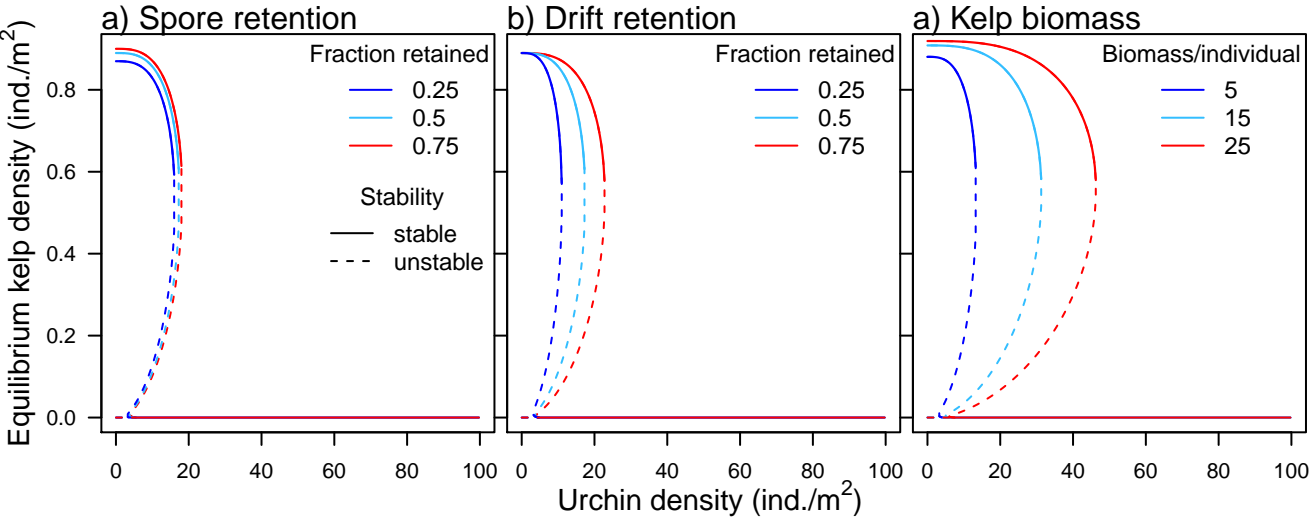 a) Spore retention
b) Drift retention
a) Kelp biomass
Equilibrium kelp density (ind./m²)
0.8
0.6
0.4
0.2
0.0
Fraction retained
0.25
0.5
0.75
Stability
stable
unstable
0 20 40 60 80 100
Fraction retained
0.25
0.5
0.75
0 20 40 60 80 100
Biomass/individual
5
15
25
0 20 40 60 80 100
Urchin density (ind./m²)